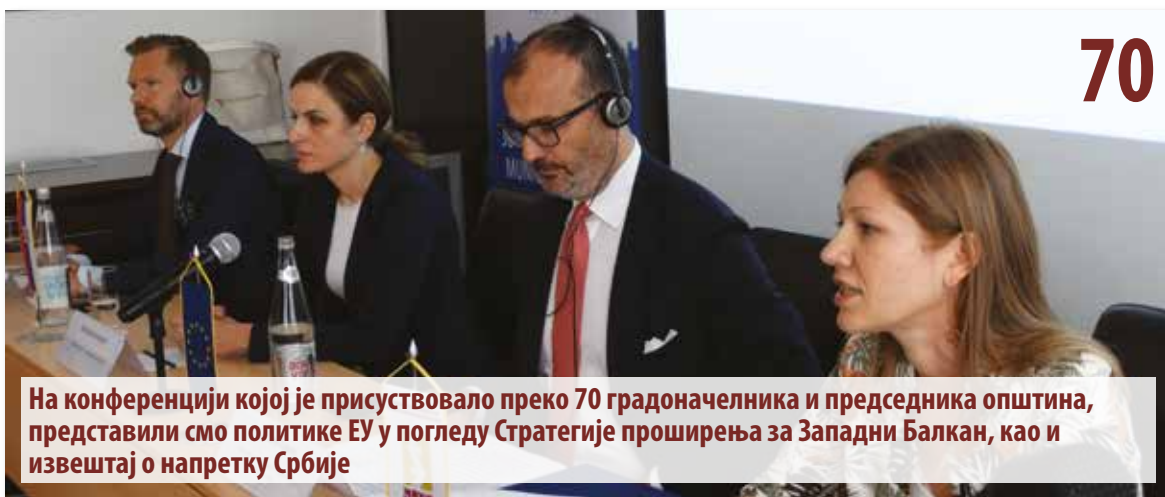 70
На конференцији којој је присуствовало преко 70 градоначелника и председника општина,
представили смо политике ЕУ у погледу Стратегије проширења за Западни Балкан, као и
извештај о напретку Србије